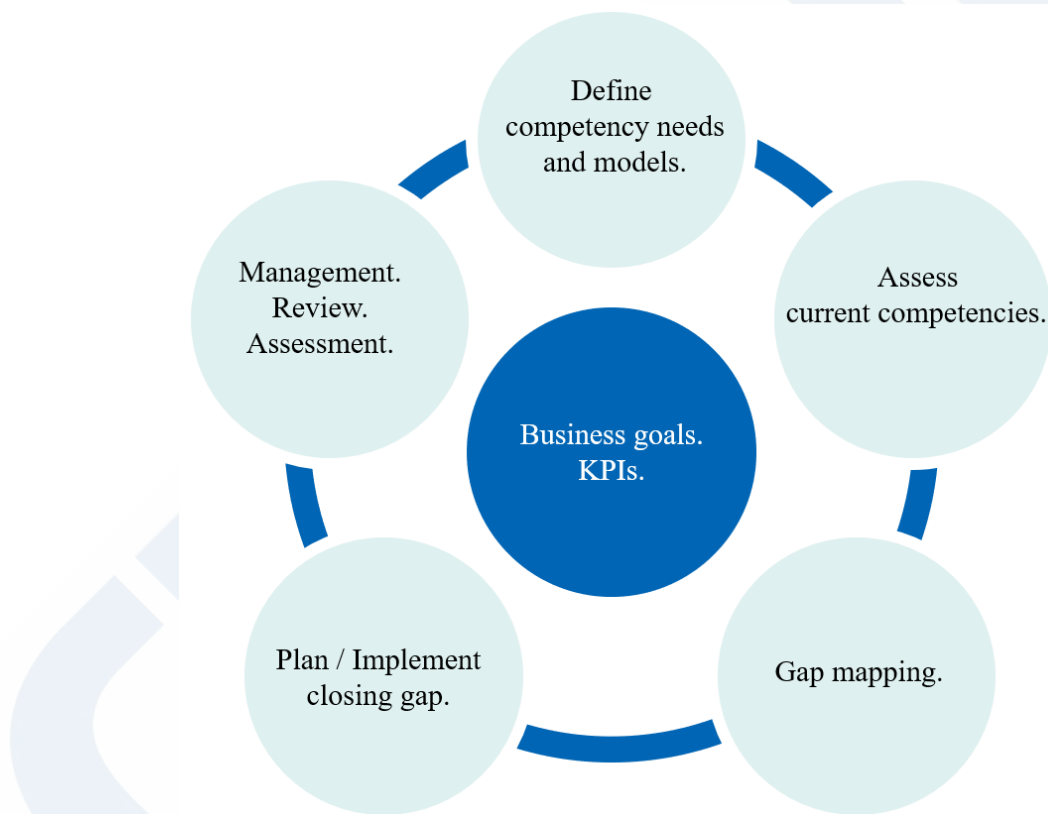 Define
competency needs
and models.
Management.
Review.
Assessment.
Assess
current competencies.
Business goals.
KPIs.
Plan / Implement
closing gap.
Gap mapping.